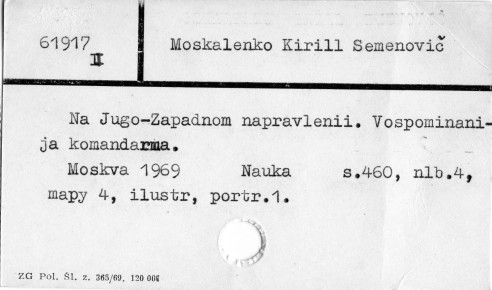 61917
II
Moskalenko Kirill Semenovič
Na Jugo-Zapadnom napravlenii. Vospominani-
ja komandarma.
Moskva 1969 Nauka s.460, nlb.4,
mapy 4, ilustr, portr.1.
ZG Pol. Śl. z. 365/69. 120 000